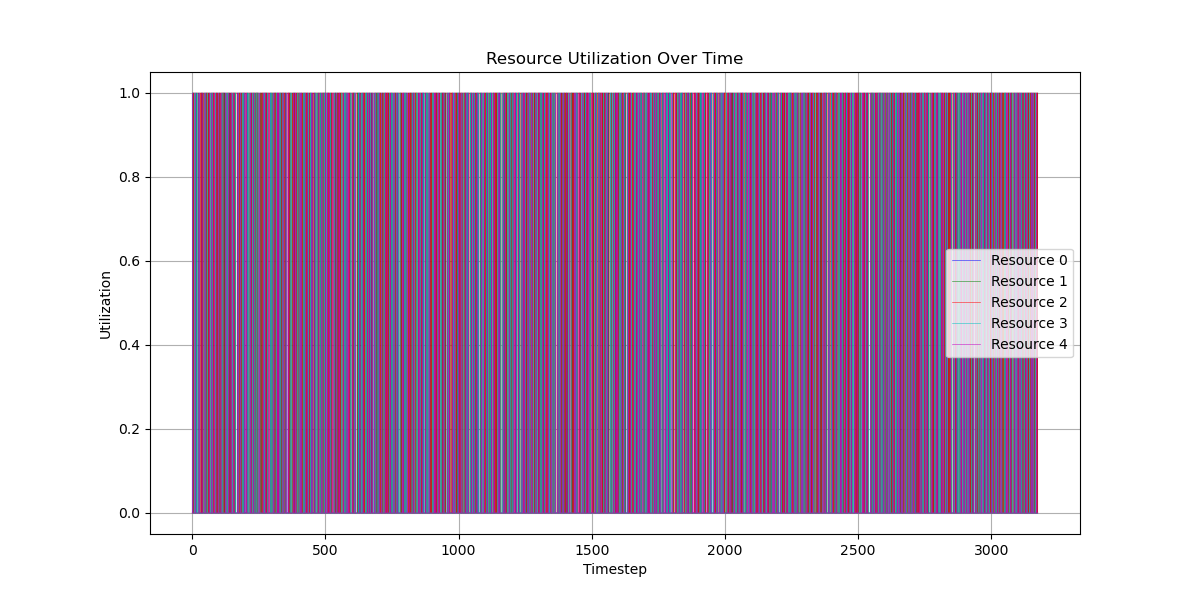 Resource Utilization Over Time
Utilization
1.0
0.8
0.6
0.4
0.2
0.0
Resource 0
Resource 1
Resource 2
Resource 3
Resource 4
0 500 1000 1500 2000 2500 3000
Timestep